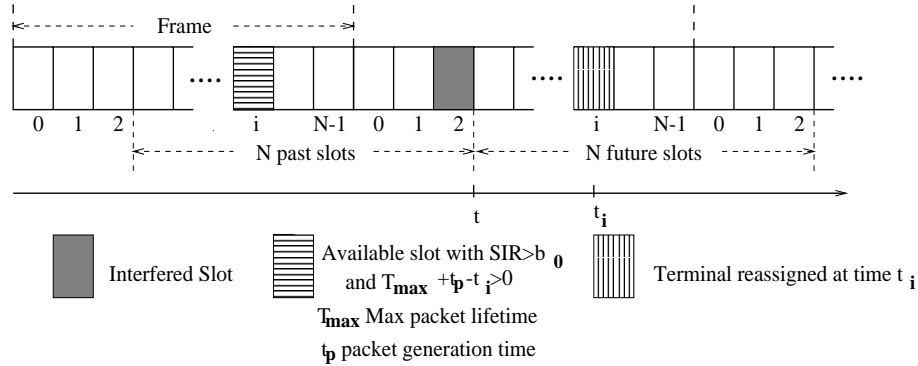 Frame
.... .... ....
0 1 2 i N-1 0 1 2 i N-1 0 1 2
N past slots N future slots
t t i
Interfered Slot
Available slot with SIR>b 0
and T max +t p -t i >0
T max Max packet lifetime
t p packet generation time
Terminal reassigned at time t i